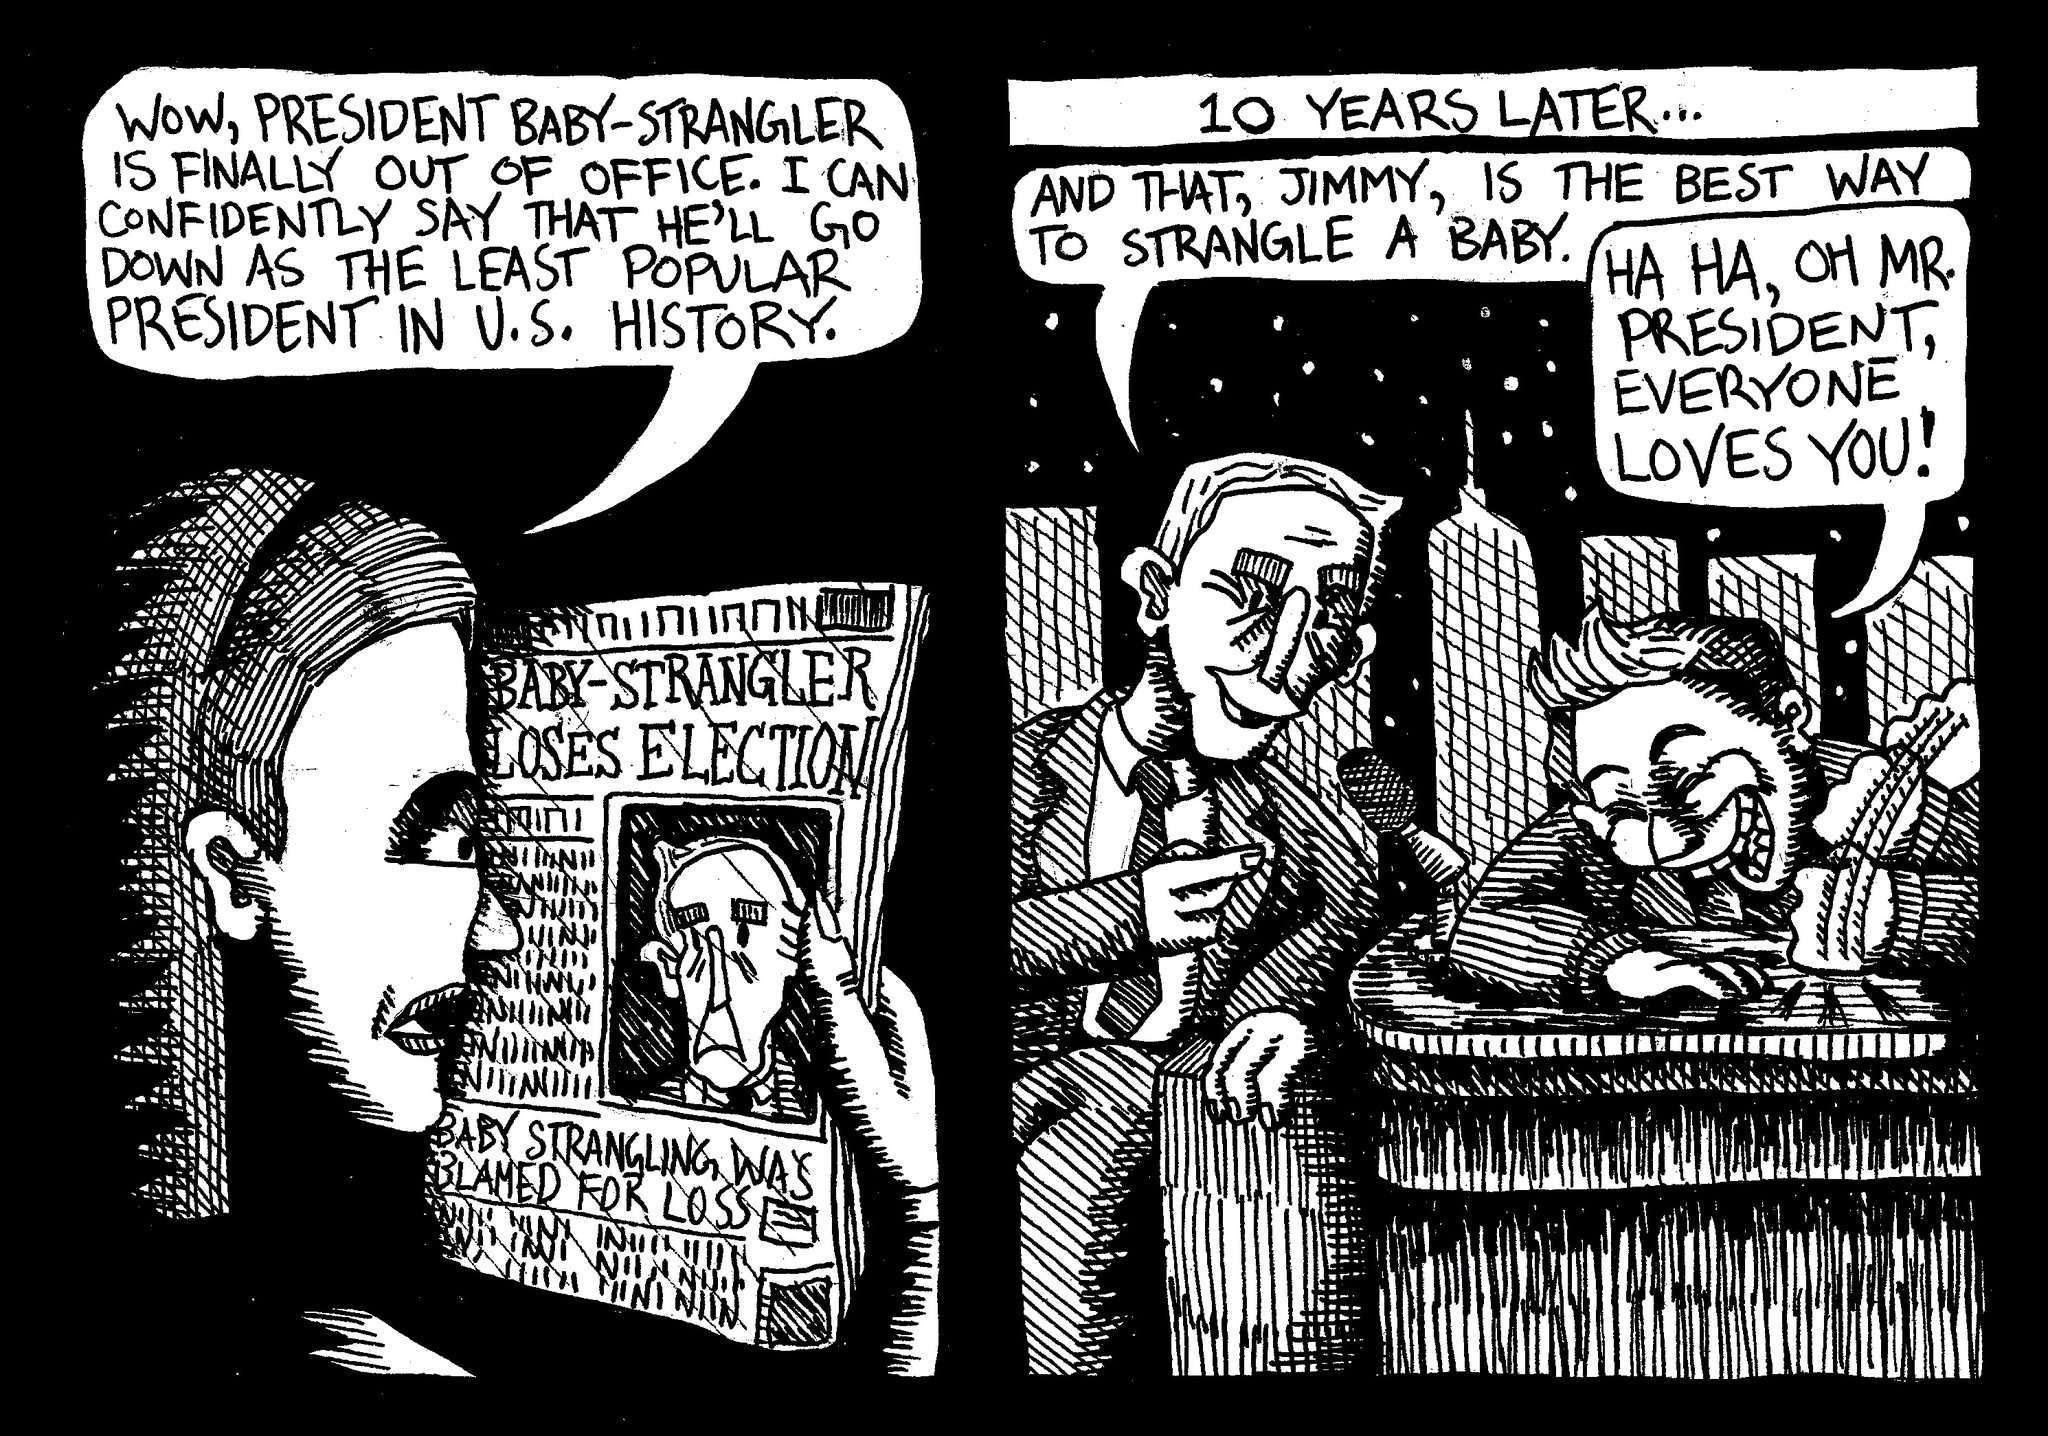 WOW, PRESIDENT BABY-STRANGLER
IS FINALLY OUT OF OFFICE. I CAN
CONFIDENTLY SAY THAT HE'LL GO
DOWN AS THE LEAST POPULAR
PRESIDENT IN U.S. HISTORY.
BABY-STRANGLER
LOSES ELECTION
BABY STRANGLING WAS
BLAMED FOR LOSS
10 YEARS LATER...
AND THAT, JIMMY, IS THE BEST WAY
TO STRANGLE A BABY.
HA HA, OH MR.
PRESIDENT,
EVERYONE
LOVES YOU!